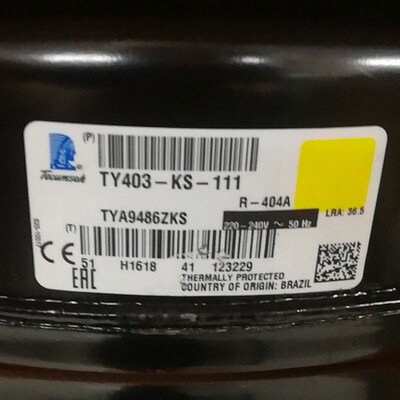 (P)
Tecumseh
TY403-KS-111
R-404A
TYA9486ZKS
220-240V ~ 50 Hz
LRA: 36.5
(T)
CE
51 H1618 41 123229
EAC
THERMALLY PROTECTED
COUNTRY OF ORIGIN: BRAZIL